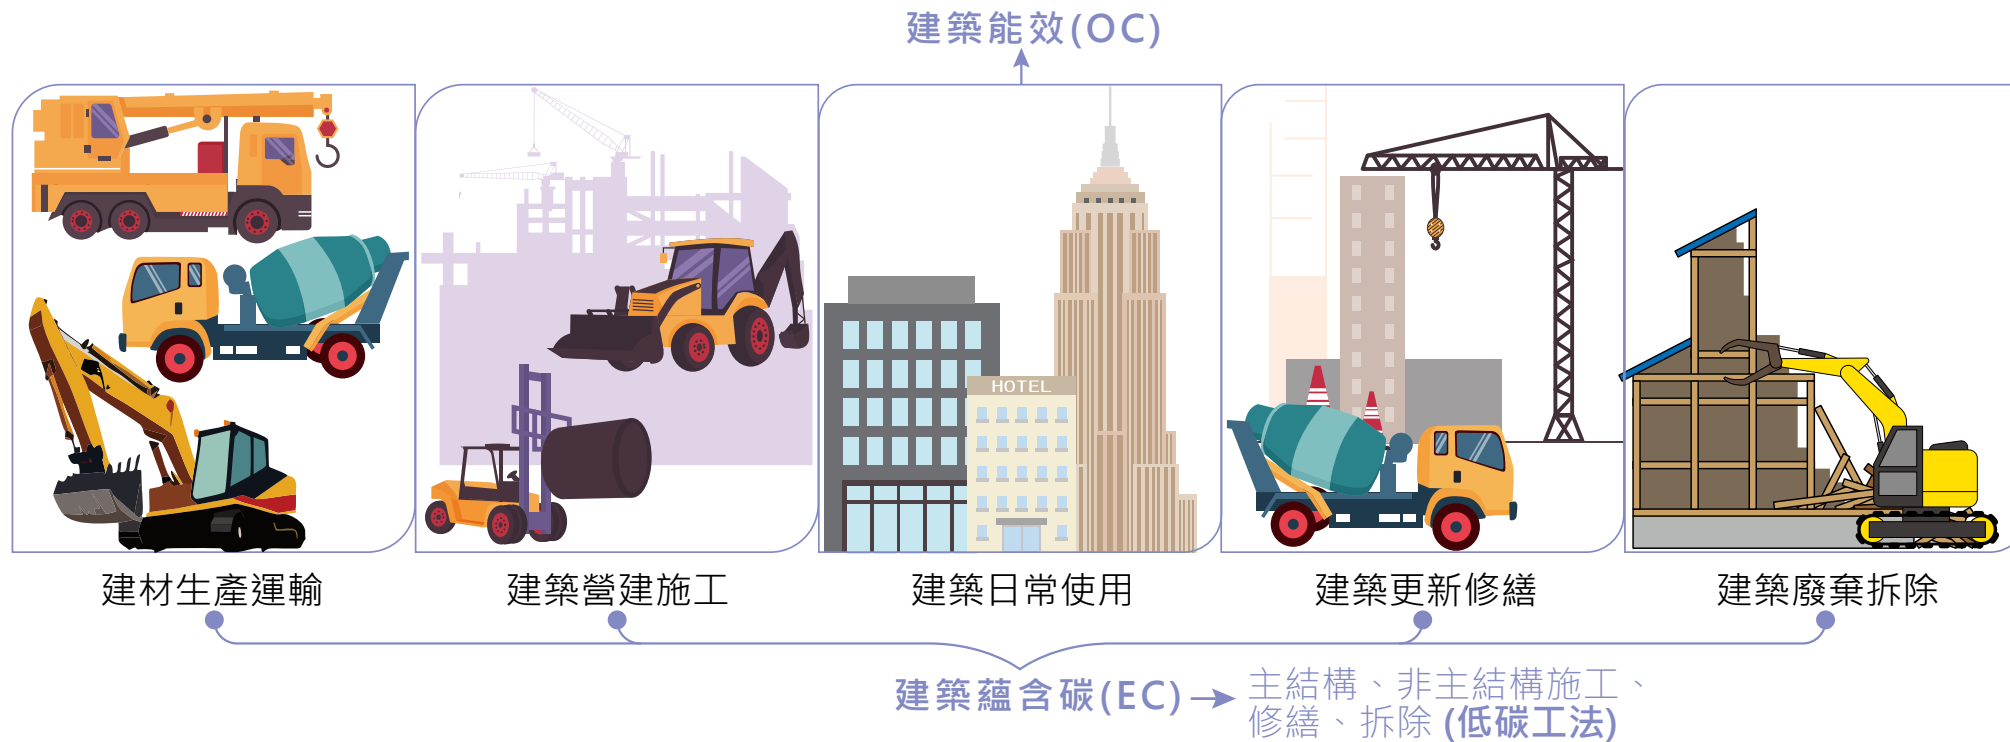 建築能效(OC)
HOTEL
建材生產運輸
建築營建施工
建築日常使用
建築更新修繕
建築廢棄拆除
建築蘊含碳(EC)
主結構、非主結構施工、
修繕、拆除 (低碳工法)